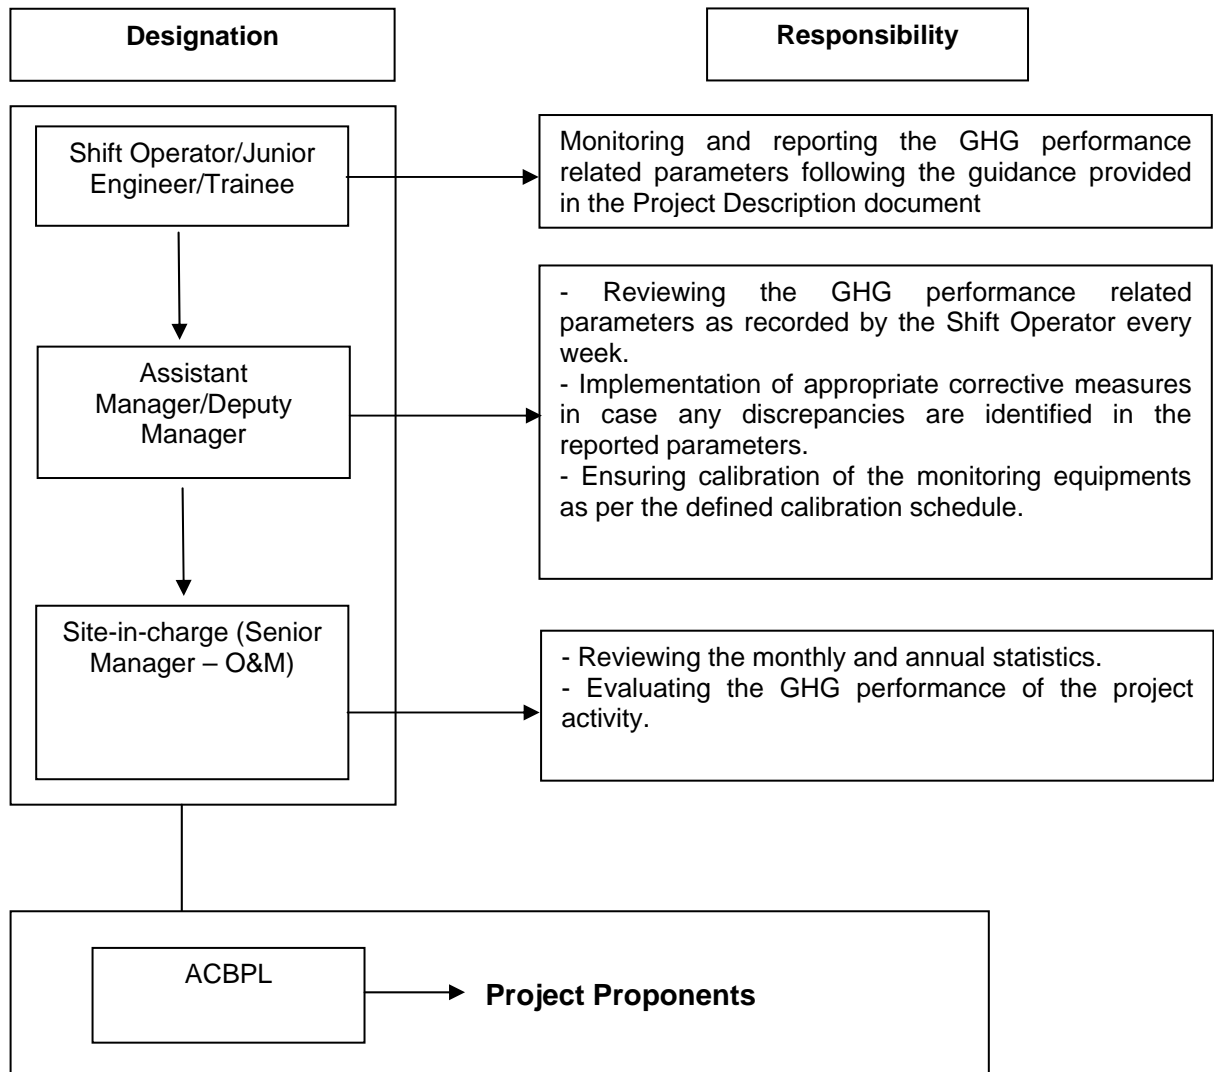 Designation
Responsibility
Shift Operator/Junior
Engineer/Trainee
Monitoring and reporting the GHG performance
related parameters following the guidance provided
in the Project Description document
Assistant
Manager/Deputy
Manager
- Reviewing the GHG performance related
parameters as recorded by the Shift Operator every
week.
- Implementation of appropriate corrective measures
in case any discrepancies are identified in the
reported parameters.
- Ensuring calibration of the monitoring equipments
as per the defined calibration schedule.
Site-in-charge (Senior
Manager – O&M)
- Reviewing the monthly and annual statistics.
- Evaluating the GHG performance of the project
activity.
ACBPL
Project Proponents